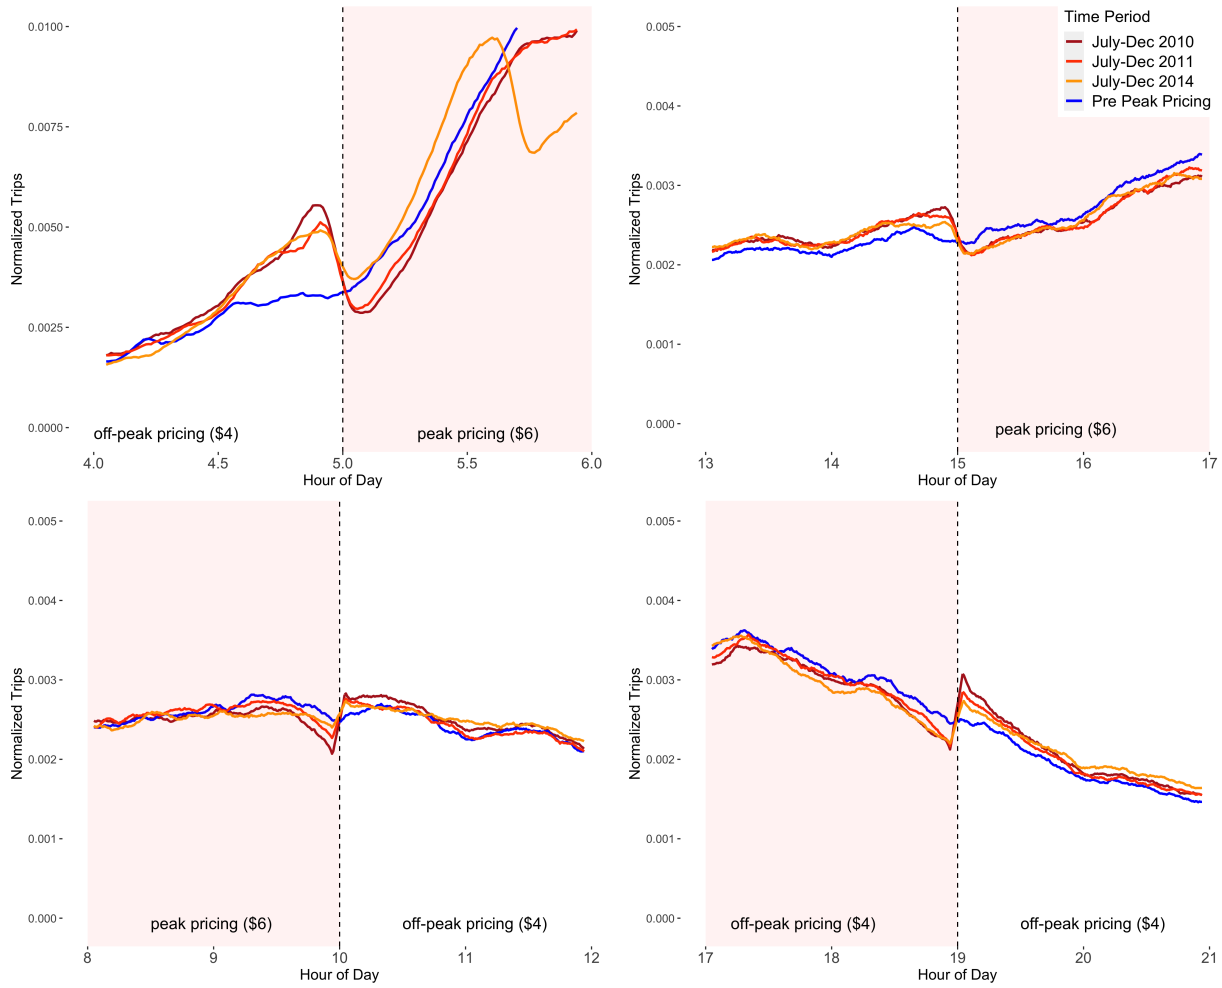 0.0100
0.0075
0.0050
0.0025
0.0000
Normalized Trips
off-peak pricing ($4)
peak pricing ($6)
4.0 4.5 5.0 5.5 6.0
Hour of Day
Time Period
July-Dec 2010
July-Dec 2011
July-Dec 2014
Pre Peak Pricing
0.005
0.004
0.003
0.002
0.001
0.000
Normalized Trips
peak pricing ($6)
13 14 15 16 17
Hour of Day
0.005
0.004
0.003
0.002
0.001
0.000
Normalized Trips
peak pricing ($6)
off-peak pricing ($4)
8 9 10 11 12
Hour of Day
0.005
0.004
0.003
0.002
0.001
0.000
Normalized Trips
off-peak pricing ($4)
off-peak pricing ($4)
17 18 19 20 21
Hour of Day